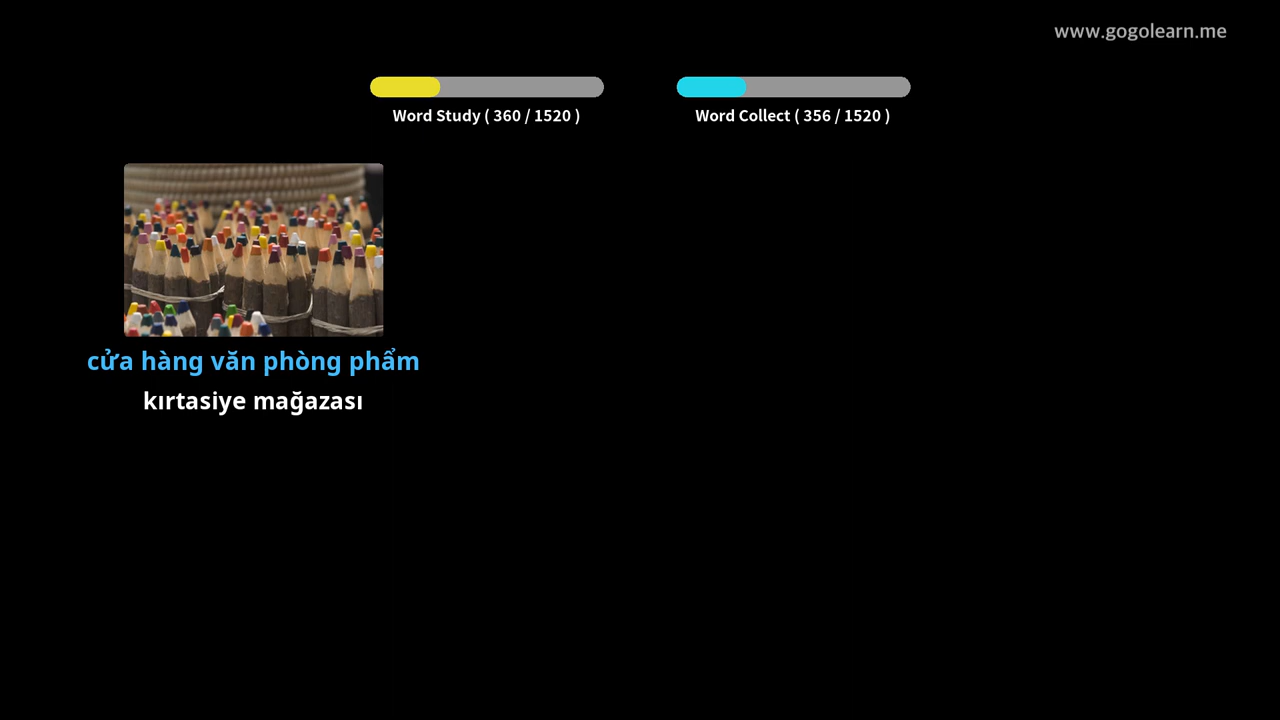 www.gogolearn.me
Word Study ( 360 / 1520 )
Word Collect ( 356 / 1520 )
cửa hàng văn phòng phẩm
kırtasiye mağazası